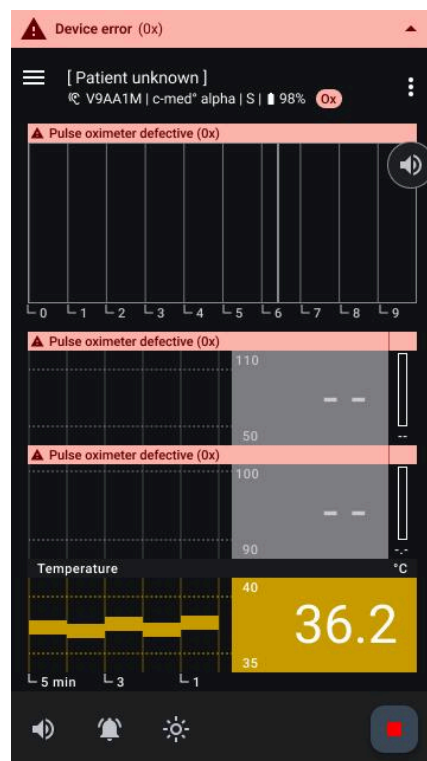 Device error (0x)
[ Patient unknown ]
V9AA1M | c-med° alpha | S | 98% 0x
Pulse oximeter defective (0x)
0 1 2 3 4 5 6 7 8 9
Pulse oximeter defective (0x)
110
- -
50 --
Pulse oximeter defective (0x)
100
- -
90 -.-
Temperature °C
40
36.2
35
5 min 3 1